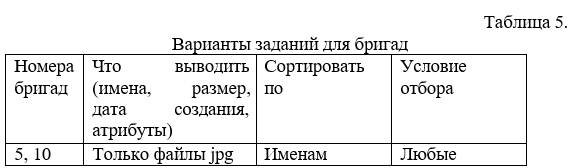 Таблица 5.
Варианты заданий для бригад
Номера Что выводить Сортировать Условие
бригад (имена, размер, по отбора
дата создания,
атрибуты)
5, 10 Только файлы jpg Именам Любые